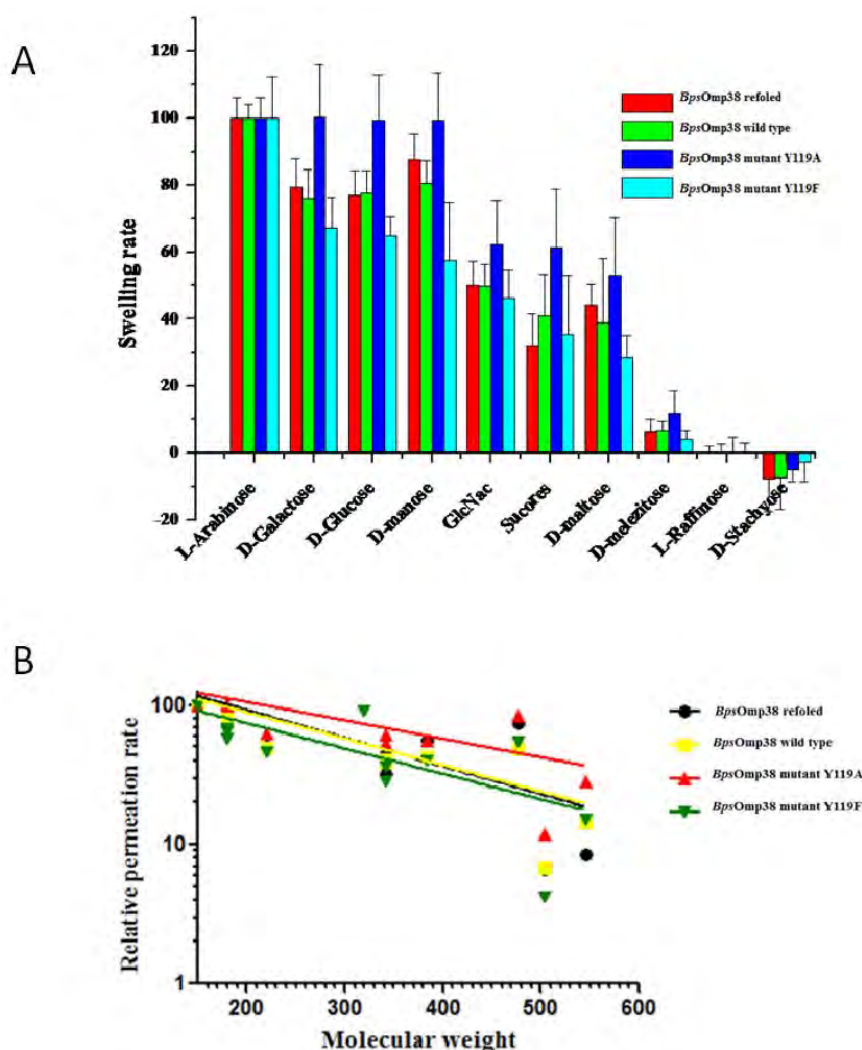 A
120
100
80
60
40
20
0
-20
Swelling rate
BpsOmp38 refoled
BpsOmp38 wild type
BpsOmp38 mutant Y119A
BpsOmp38 mutant Y119F
L-Arabinose
D-Galactose
D-Glucose
D-manose
GlcNac
Sucores
D-maltose
D-melezitose
L-Raffinose
D-Stachyose
B
100
10
1
Relative permeation rate
200
300
400
500
600
Molecular weight
BpsOmp38 refoled
BpsOmp38 wild type
BpsOmp38 mutant Y119A
BpsOmp38 mutant Y119F